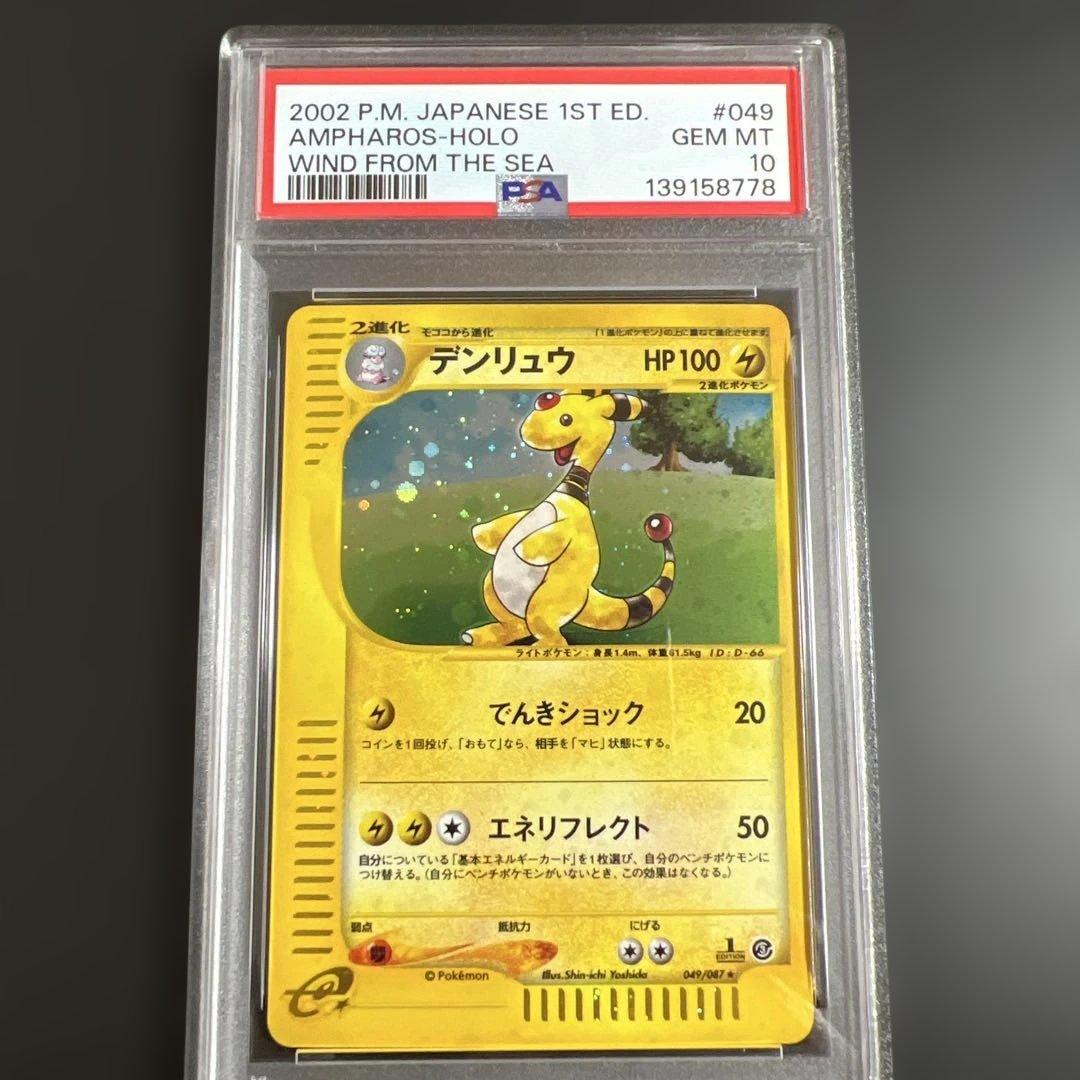 2002 P.M. JAPANESE 1ST ED. #049
AMPHAROS-HOLO GEM MT
WIND FROM THE SEA 10
PSA 139158778
2進化 モココから進化 「1進化ポケモン」の上に重ねて進化させます。
デンリュウ HP100
2進化ポケモン
ライトポケモン：身長1.4m、体重61.5kg ID：D-66
でんきショック 20
コインを1回投げ、「おもて」なら、相手を「マヒ」状態にする。
エネリフレクト 50
自分についている「基本エネルギーカード」を1枚選び、自分のベンチポケモンに
つけ替える。（自分にベンチポケモンがいないとき、この効果はなくなる。）
弱点 抵抗力 にげる
1
EDITION
©Pokémon Illus.Shin-ichi Yoshida 049/087★
e